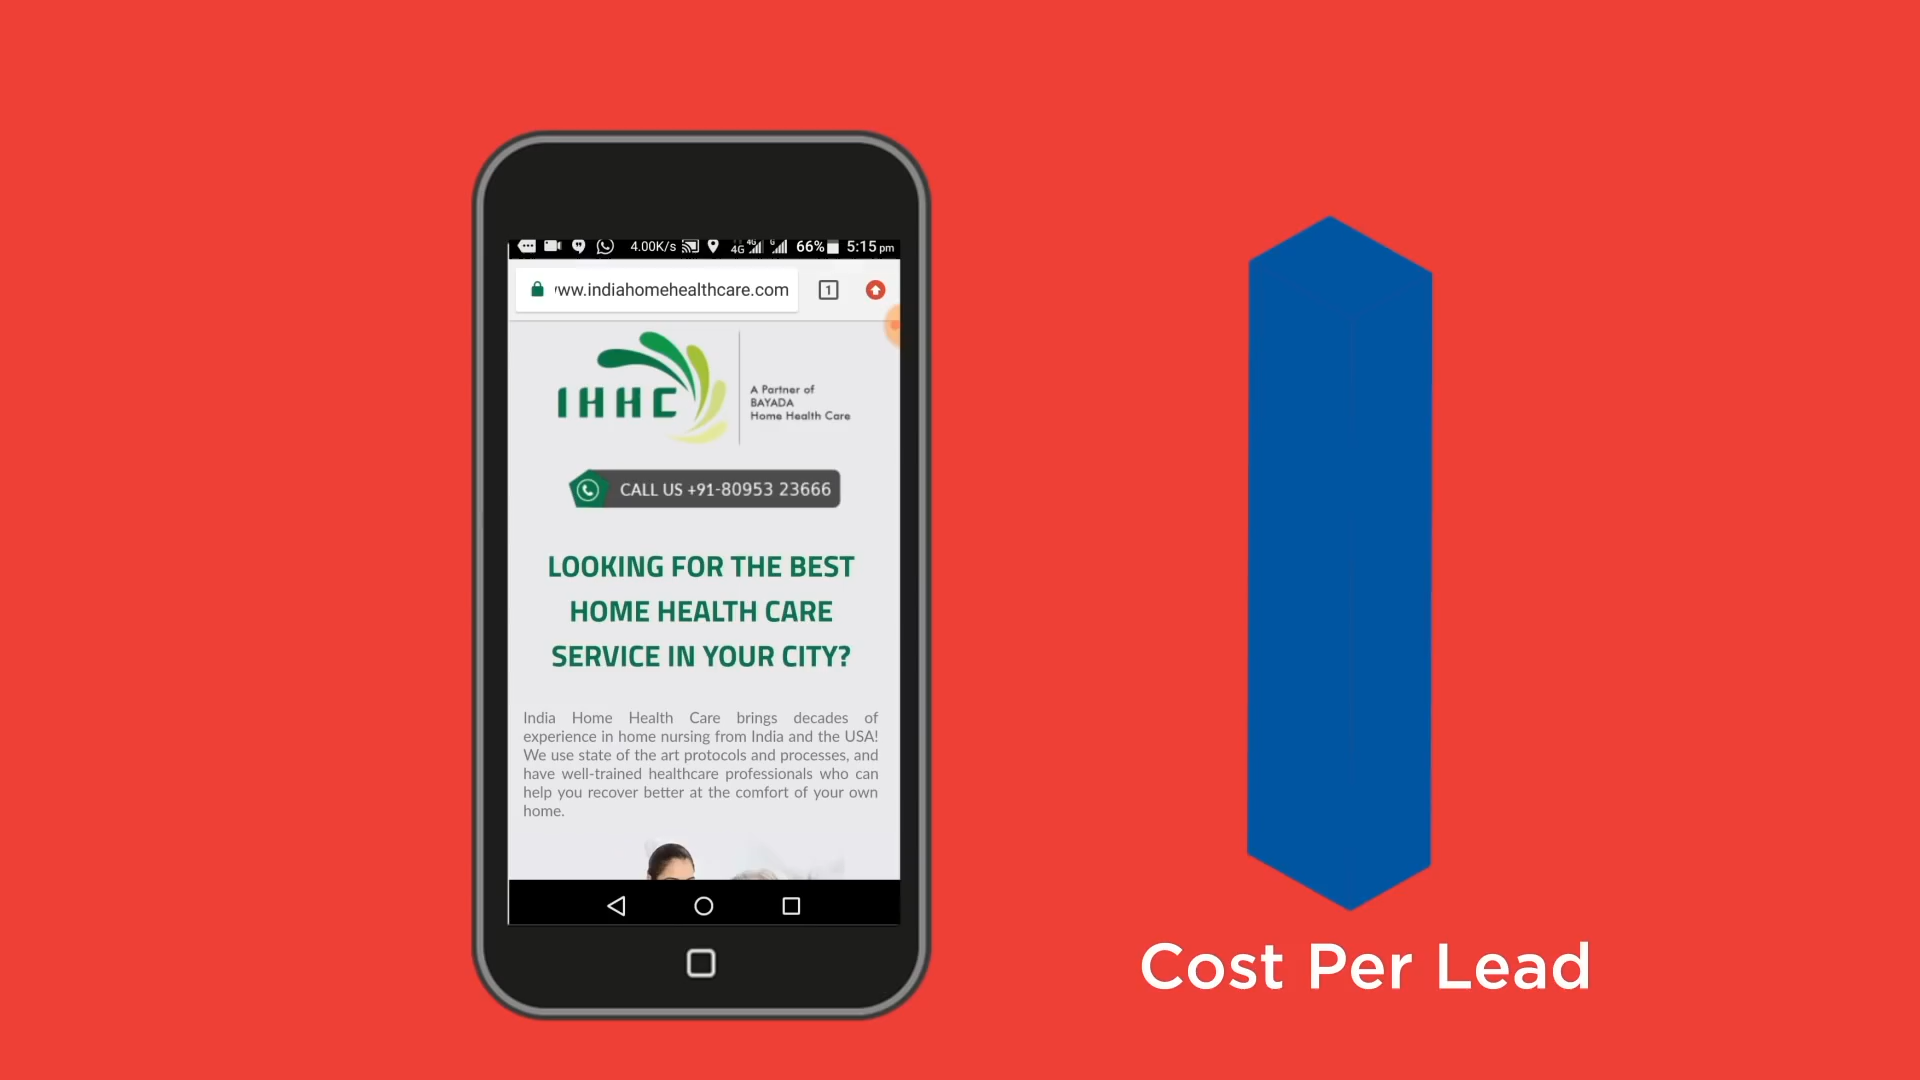 4.00K/s 4G 4G G 66% 5:15 pm
ww.indiahomehealthcare.com 1
IHHC
A Partner of
BAYADA
Home Health Care
CALL US +91-80953 23666
LOOKING FOR THE BEST
HOME HEALTH CARE
SERVICE IN YOUR CITY?
India Home Health Care brings decades of
experience in home nursing from India and the USA!
We use state of the art protocols and processes, and
have well-trained healthcare professionals who can
help you recover better at the comfort of your own
home.
Cost Per Lead